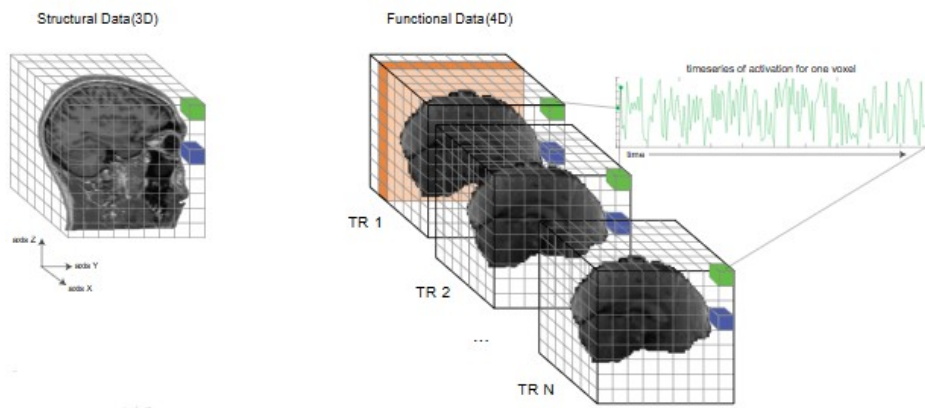 Structural Data(3D)
Functional Data(4D)
timeseries of activation for one voxel
time
TR 1
axis Z
axis Y
axis X
TR 2
...
TR N